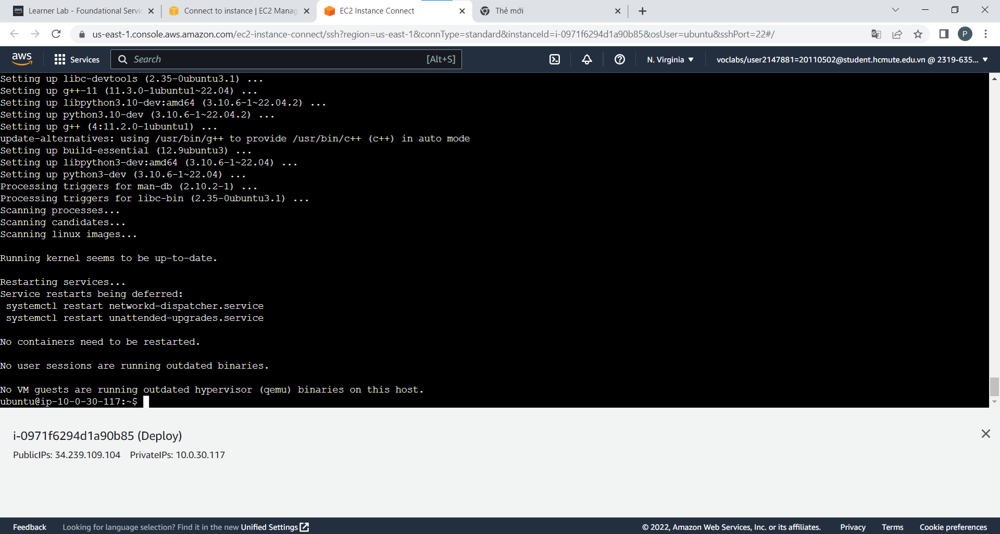 Learner Lab - Foundational Servic
Connect to instance | EC2 Manag
EC2 Instance Connect
Thẻ mới
us-east-1.console.aws.amazon.com/ec2-instance-connect/ssh?region=us-east-1&connType=standard&instanceId=i-0971f6294d1a90b85&osUser=ubuntu&sshPort=22#/
P
aws
Services
Search
[Alt+S]
N. Virginia
voclabs/user2147881=20110502@student.hcmute.edu.vn @ 2319-635...
Setting up libc-devtools (2.35-0ubuntu3.1) ...
Setting up g++-11 (11.3.0-1ubuntu1~22.04) ...
Setting up libpython3.10-dev:amd64 (3.10.6-1~22.04.2) ...
Setting up python3.10-dev (3.10.6-1~22.04.2) ...
Setting up g++ (4:11.2.0-1ubuntu1) ...
update-alternatives: using /usr/bin/g++ to provide /usr/bin/c++ (c++) in auto mode
Setting up build-essential (12.9ubuntu3) ...
Setting up libpython3-dev:amd64 (3.10.6-1~22.04) ...
Setting up python3-dev (3.10.6-1~22.04) ...
Processing triggers for man-db (2.10.2-1) ...
Processing triggers for libc-bin (2.35-0ubuntu3.1) ...
Scanning processes...
Scanning candidates...
Scanning linux images...
Running kernel seems to be up-to-date.
Restarting services...
Service restarts being deferred:
systemctl restart networkd-dispatcher.service
systemctl restart unattended-upgrades.service
No containers need to be restarted.
No user sessions are running outdated binaries.
No VM guests are running outdated hypervisor (qemu) binaries on this host.
ubuntu@ip-10-0-30-117:~$
i-0971f6294d1a90b85 (Deploy)
PublicIPs: 34.239.109.104 PrivateIPs: 10.0.30.117
Feedback
Looking for language selection? Find it in the new Unified Settings
© 2022, Amazon Web Services, Inc. or its affiliates.
Privacy
Terms
Cookie preferences